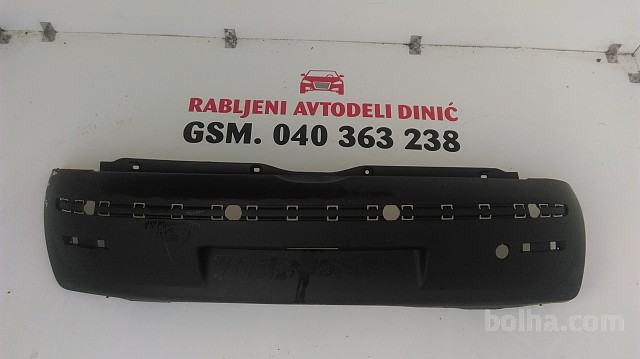 RABLJENI AVTODELI DINIĆ
GSM. 040 363 238
bolha.com